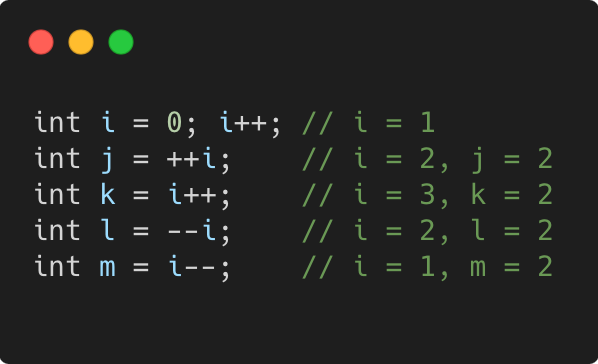 int i = 0; i++; // i = 1
int j = ++i;    // i = 2, j = 2
int k = i++;    // i = 3, k = 2
int l = --i;    // i = 2, l = 2
int m = i--;    // i = 1, m = 2